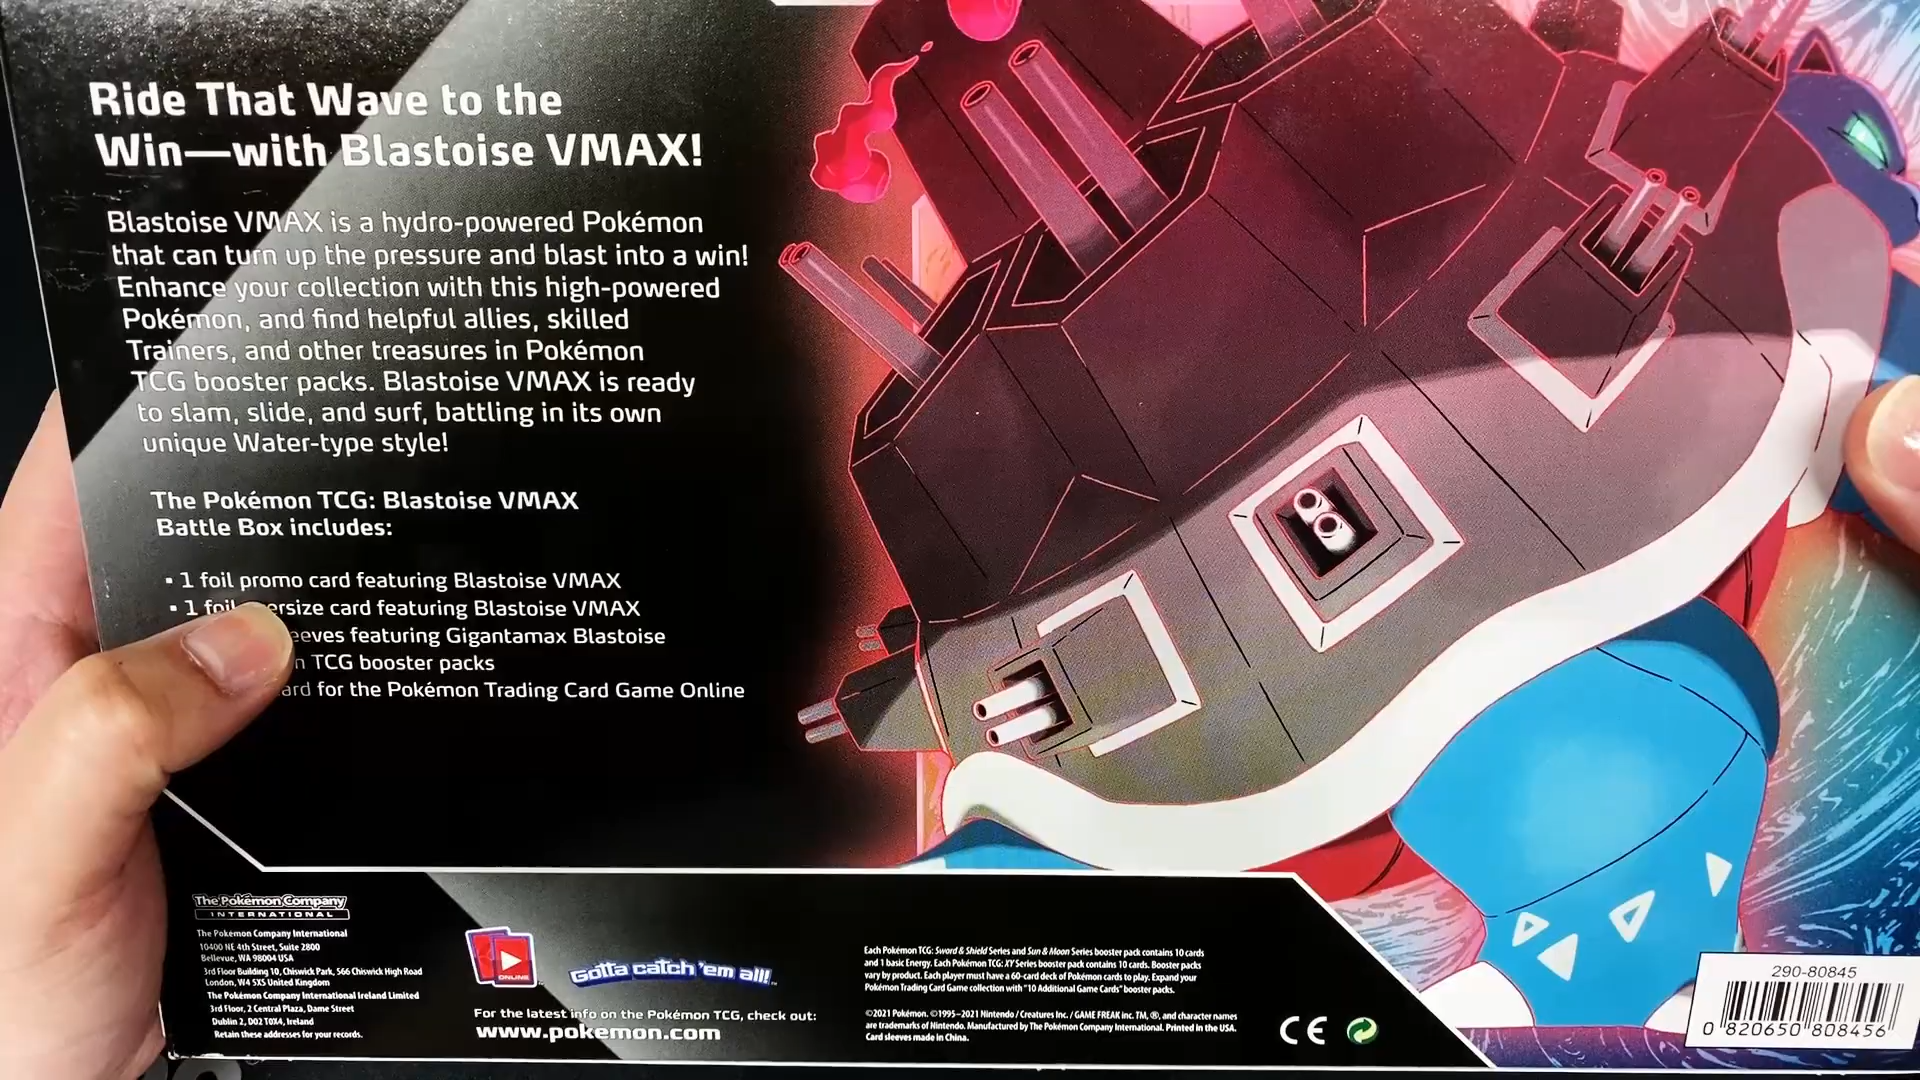 Ride That Wave to the
Win—with Blastoise VMAX!
Blastoise VMAX is a hydro-powered Pokémon
that can turn up the pressure and blast into a win!
Enhance your collection with this high-powered
Pokémon, and find helpful allies, skilled
Trainers, and other treasures in Pokémon
TCG booster packs. Blastoise VMAX is ready
to slam, slide, and surf, battling in its own
unique Water-type style!
The Pokémon TCG: Blastoise VMAX
Battle Box includes:
• 1 foil promo card featuring Blastoise VMAX
• 1 foil card featuring Blastoise VMAX
featuring Gigantamax Blastoise
TCG booster packs
for the Pokémon Trading Card Game Online
The Pokémon Company
INTERNATIONAL
The Pokémon Company International
10400 NE 4th Street, Suite 2800
Bellevue, WA 98004 USA
3rd Floor Building 10, Chiswick Park, 566 Chiswick High Road
London, W4 5XS United Kingdom
The Pokémon Company International Ireland Limited
3rd Floor, 2 Central Plaza, Dame Street
Dublin 2, D02 T0X4, Ireland
Retain these addresses for your records.
ONLINE
Gotta catch 'em all!™
For the latest info on the Pokémon TCG, check out:
www.pokemon.com
Each Pokémon TCG: Sword & Shield Series and Sun & Moon Series booster pack contains 10 cards
and 1 basic Energy. Each Pokémon TCG: XY Series booster pack contains 10 cards. Booster packs
vary by product. Each player must have a 60-card deck of Pokémon cards to play. Expand your
Pokémon Trading Card Game collection with "10 Additional Game Cards" booster packs.
©2021 Pokémon. ©1995–2021 Nintendo / Creatures Inc. / GAME FREAK inc. TM, ®, and character names
are trademarks of Nintendo. Manufactured by The Pokémon Company International. Printed in the USA.
Card sleeves made in China.
CE
290-80845
0 820650 808456